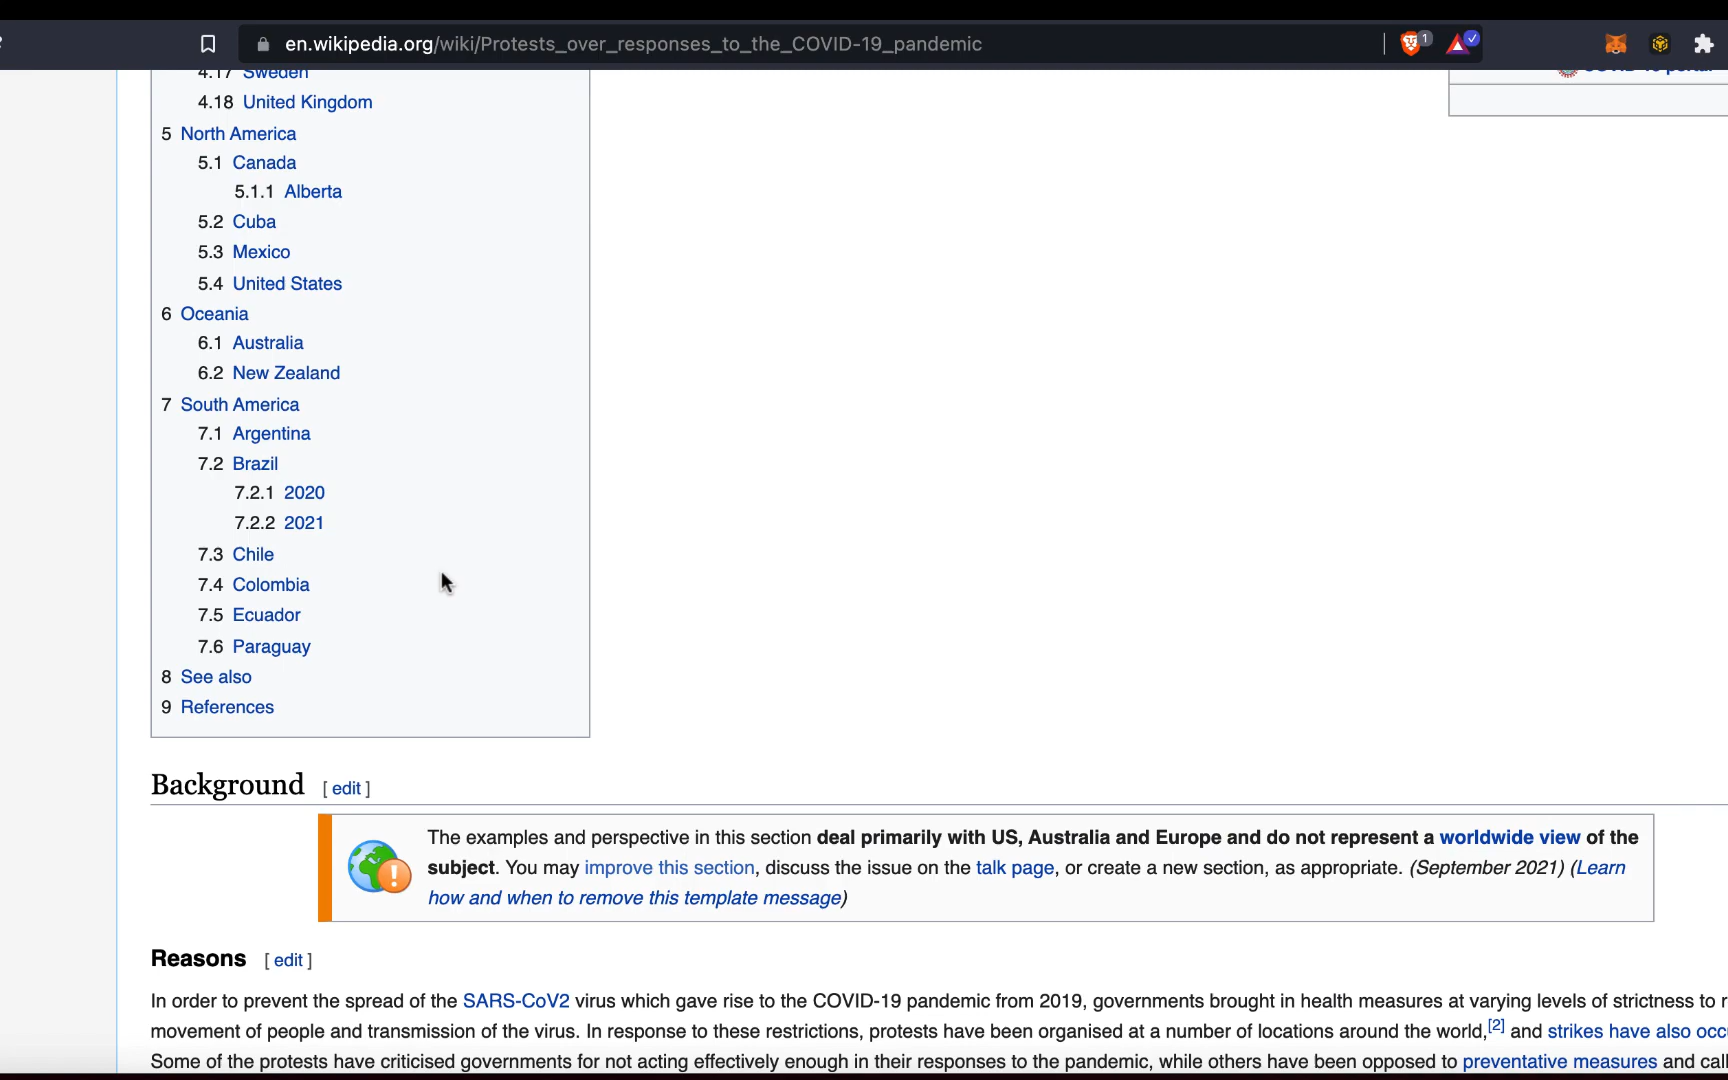 en.wikipedia.org/wiki/Protests_over_responses_to_the_COVID-19_pandemic
1
4.17 Sweden
4.18 United Kingdom
5 North America
5.1 Canada
5.1.1 Alberta
5.2 Cuba
5.3 Mexico
5.4 United States
6 Oceania
6.1 Australia
6.2 New Zealand
7 South America
7.1 Argentina
7.2 Brazil
7.2.1 2020
7.2.2 2021
7.3 Chile
7.4 Colombia
7.5 Ecuador
7.6 Paraguay
8 See also
9 References
Background [ edit ]
The examples and perspective in this section deal primarily with US, Australia and Europe and do not represent a worldwide view of the
subject. You may improve this section, discuss the issue on the talk page, or create a new section, as appropriate. (September 2021) (Learn
how and when to remove this template message)
Reasons [ edit ]
In order to prevent the spread of the SARS-CoV2 virus which gave rise to the COVID-19 pandemic from 2019, governments brought in health measures at varying levels of strictness to r
movement of people and transmission of the virus. In response to these restrictions, protests have been organised at a number of locations around the world,[2] and strikes have also occ
Some of the protests have criticised governments for not acting effectively enough in their responses to the pandemic, while others have been opposed to preventative measures and call